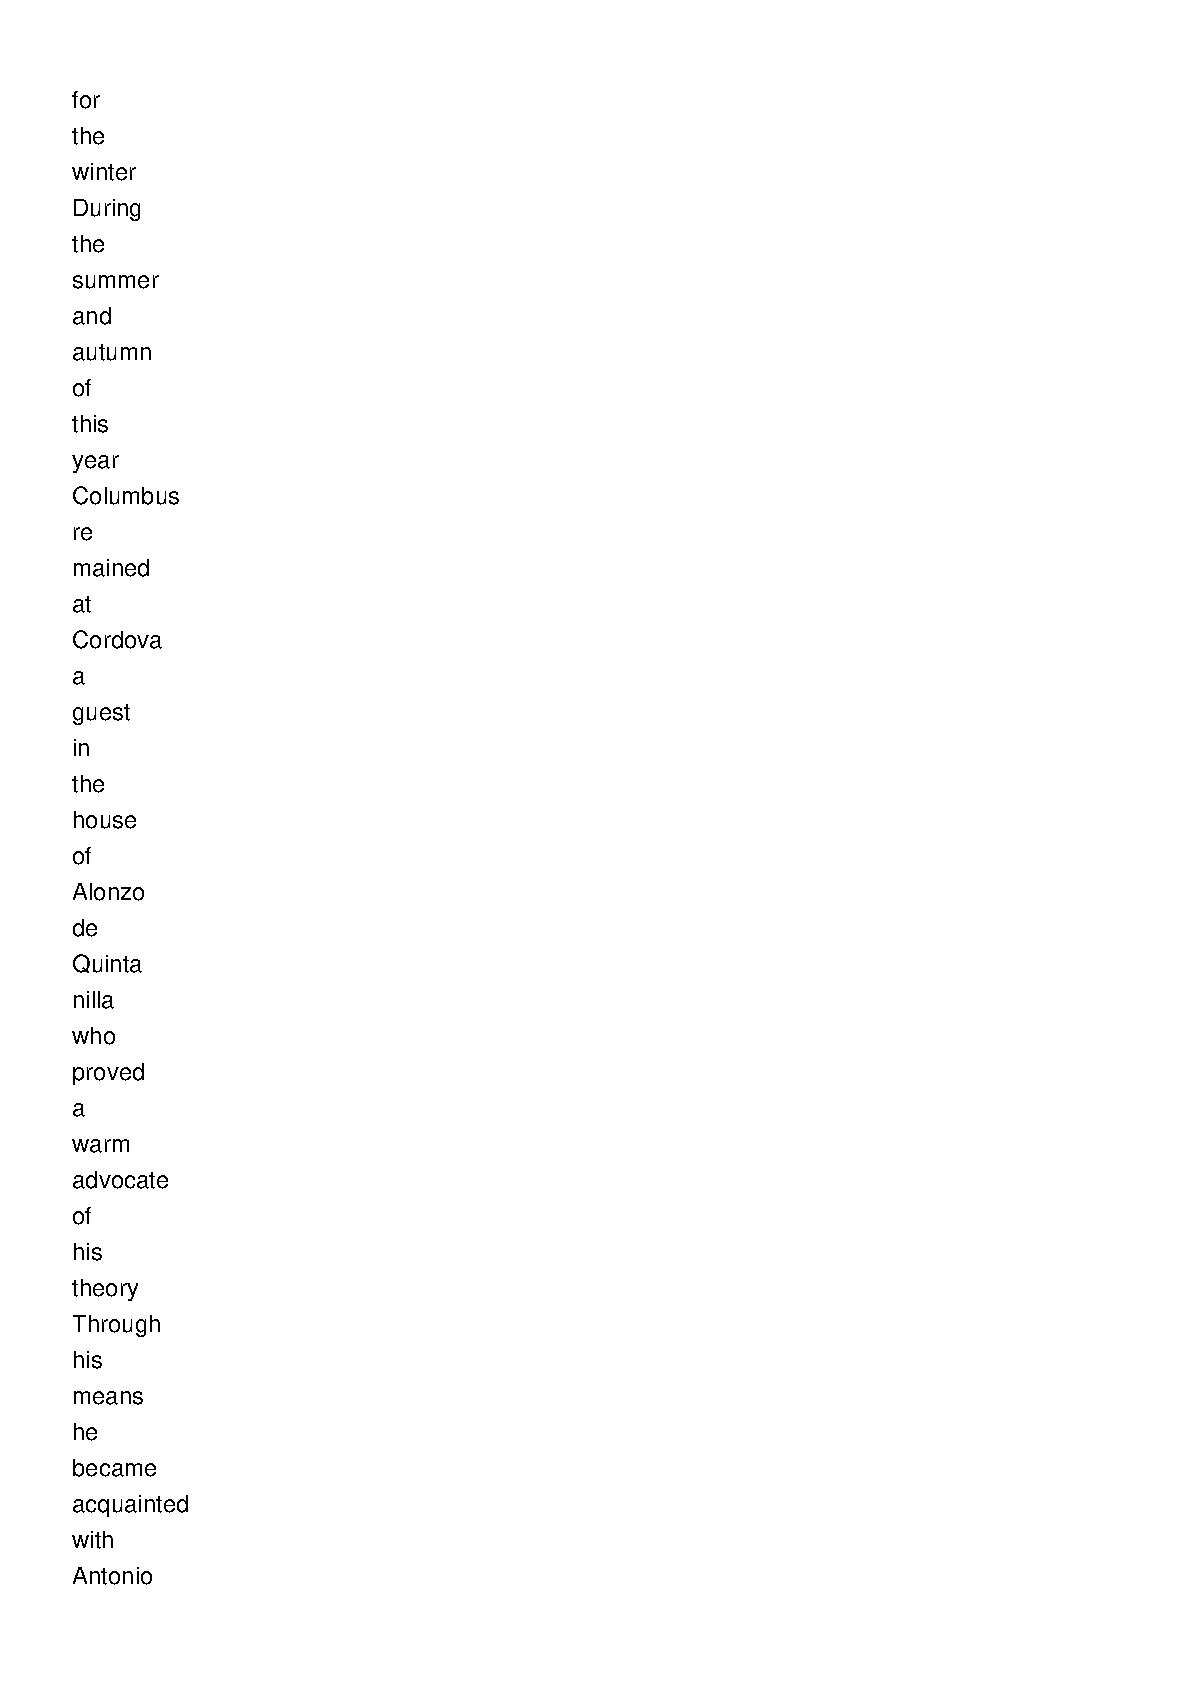 for
the
winter
During
the
summer
and
autumn
of
this
year
Columbus
re
mained
at
Cordova
a
guest
in
the
house
of
Alonzo
de
Quinta
nilla
who
proved
a
warm
advocate
of
his
theory
Through
his
means
he
became
acquainted
with
Antonio